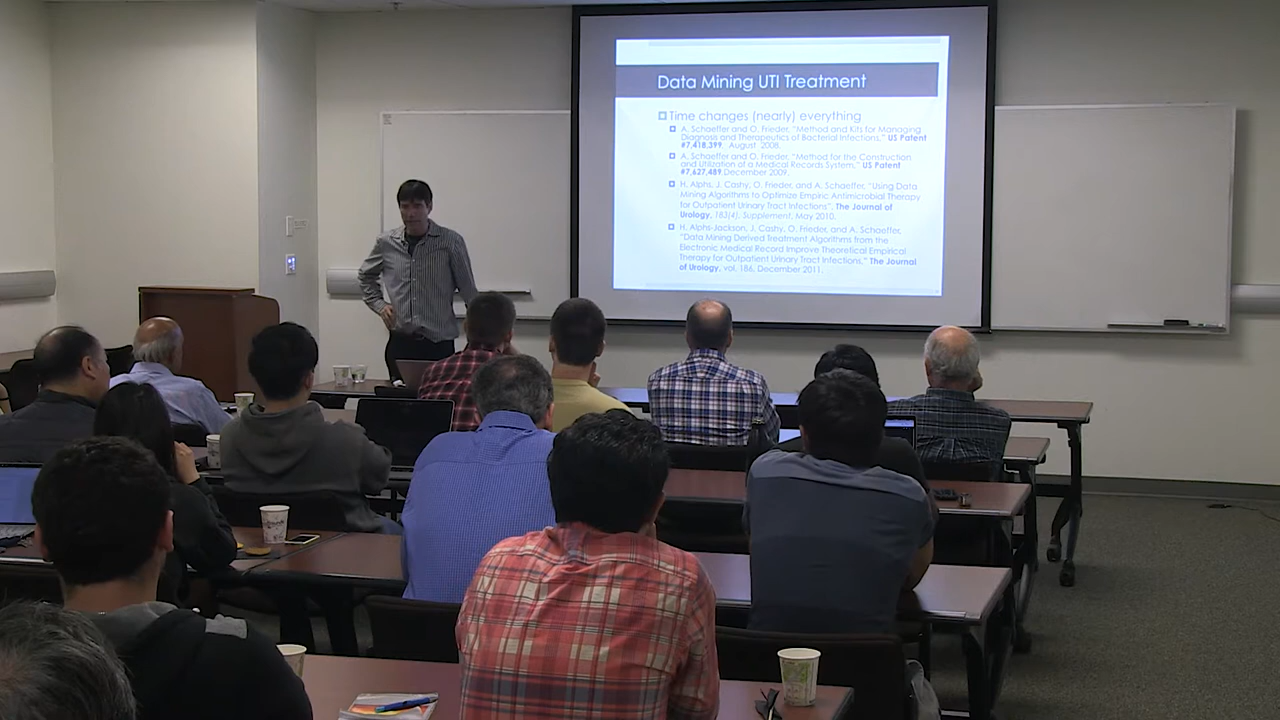 Data Mining UTI Treatment
Time changes (nearly) everything
A. Schaeffer and O. Frieder, "Method and Kits for Managing
Diagnosis and Therapeutics of Bacterial Infections," US Patent
#7,418,399, August 2008.
A. Schaeffer and O. Frieder, "Method for the Construction
and Utilization of a Medical Records System," US Patent
#7,627,489, December 2009.
H. Alphs, J. Cashy, O. Frieder, and A. Schaeffer, "Using Data
Mining Algorithms to Optimize Empiric Antimicrobial Therapy
for Outpatient Urinary Tract Infections", The Journal of
Urology, 183(4), Supplement, May 2010.
H. Alphs-Jackson, J. Cashy, O. Frieder, and A. Schaeffer,
"Data Mining Derived Treatment Algorithms from the
Electronic Medical Record Improve Theoretical Empirical
Therapy for Outpatient Urinary Tract Infections," The Journal
of Urology, vol. 186, December 2011.